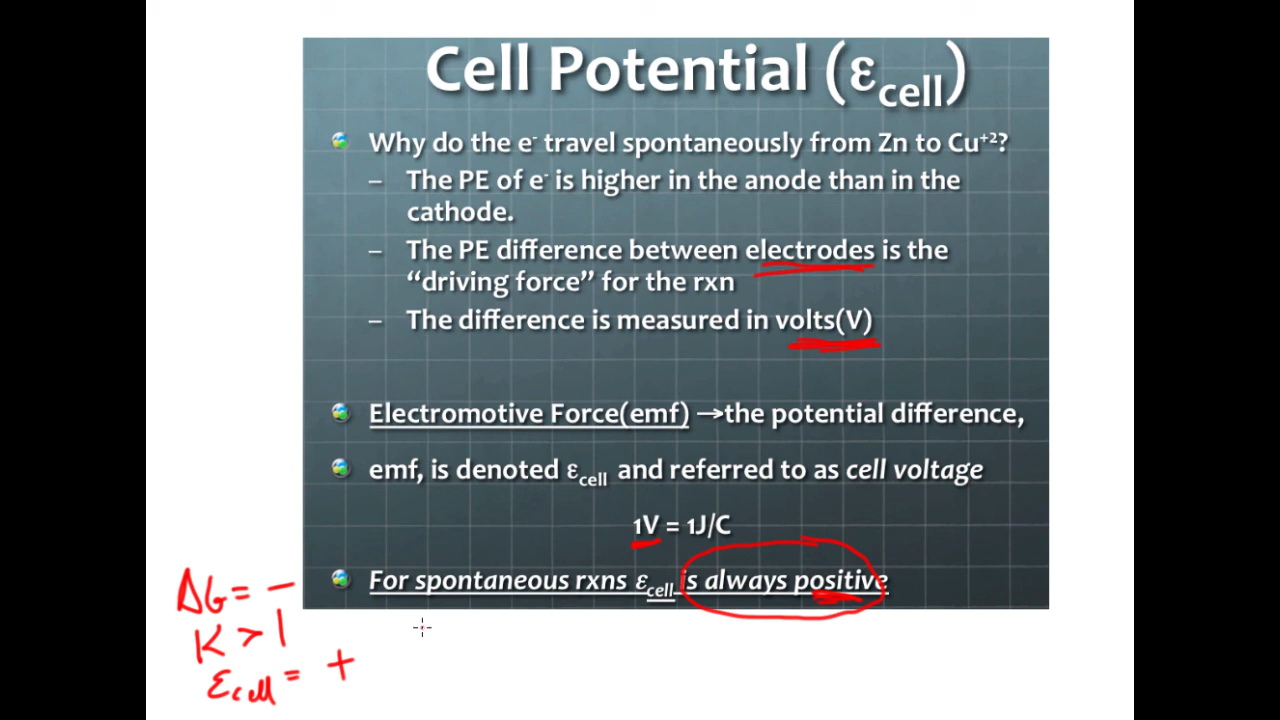 Cell Potential (εcell)
Why do the e- travel spontaneously from Zn to Cu+2?
– The PE of e- is higher in the anode than in the
cathode.
– The PE difference between electrodes is the
“driving force” for the rxn
– The difference is measured in volts(V)
Electromotive Force(emf) →the potential difference,
emf, is denoted εcell and referred to as cell voltage
1V = 1J/C
For spontaneous rxns εcell is always positive
ΔG = −
K > 1
εcell = +